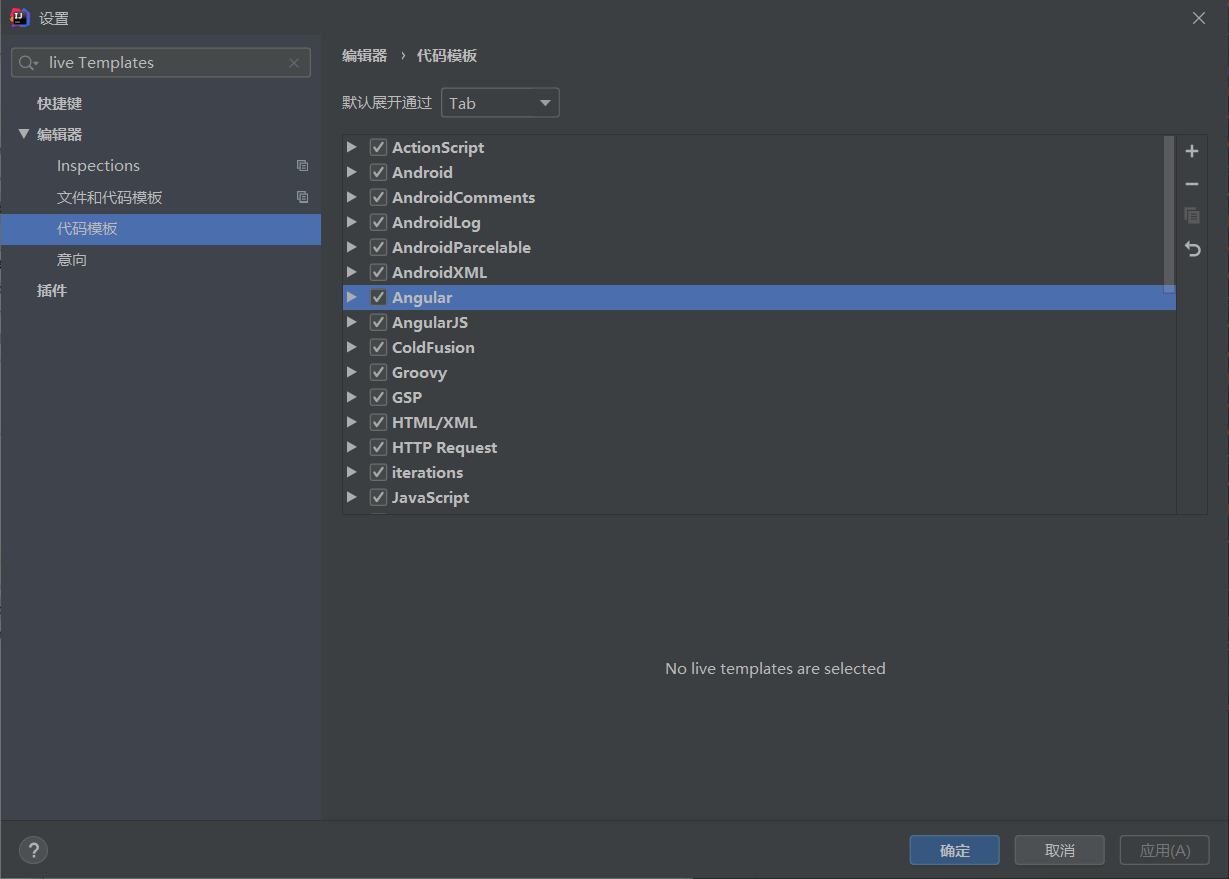 设置
live Templates
快捷键
编辑器
Inspections
文件和代码模板
代码模板
意向
插件
编辑器 › 代码模板
默认展开通过 Tab
ActionScript
Android
AndroidComments
AndroidLog
AndroidParcelable
AndroidXML
Angular
AngularJS
ColdFusion
Groovy
GSP
HTML/XML
HTTP Request
iterations
JavaScript
No live templates are selected
?
确定
取消
应用(A)